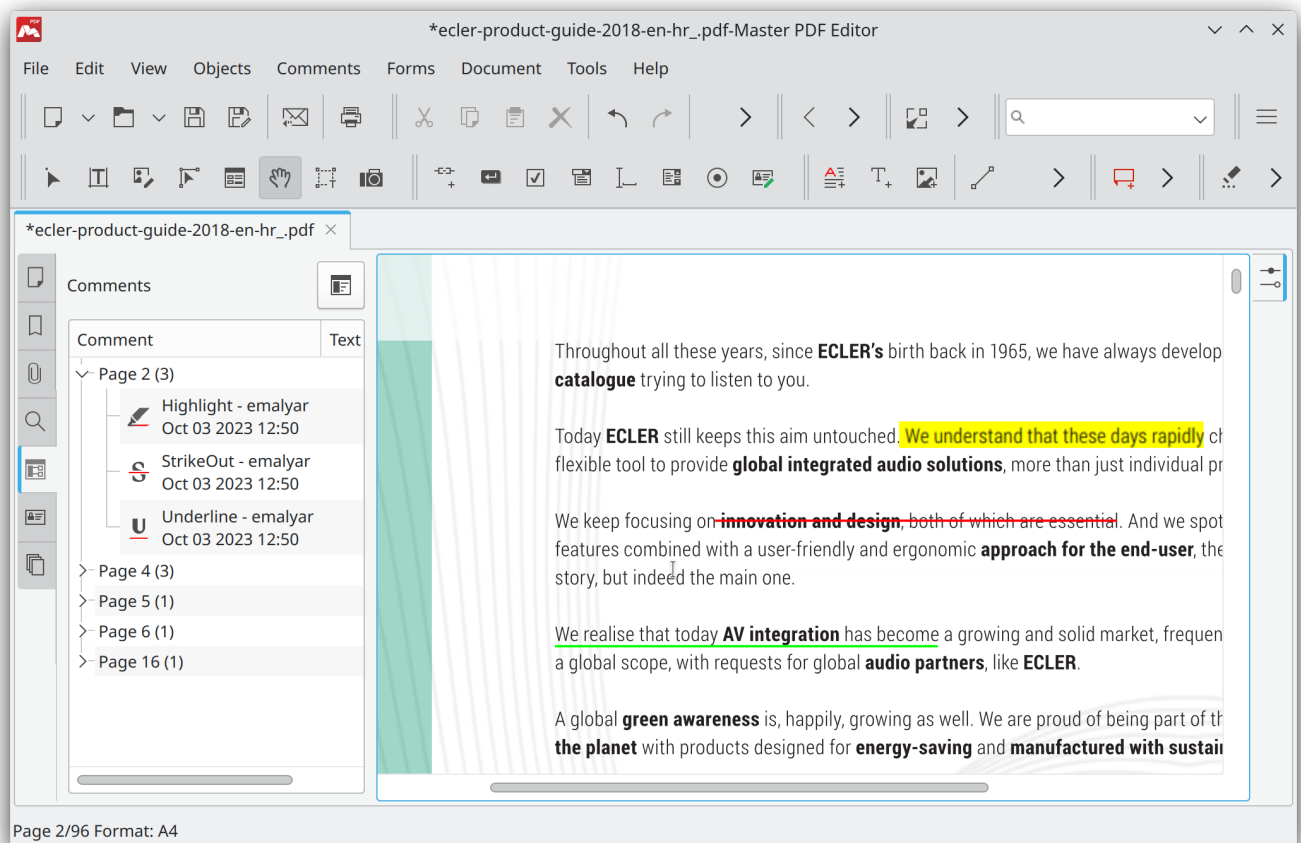 PDF
*ecler-product-guide-2018-en-hr_.pdf-Master PDF Editor
File Edit View Objects Comments Forms Document Tools Help
*ecler-product-guide-2018-en-hr_.pdf
Comments
Comment Text
Page 2 (3)
Highlight - emalyar
Oct 03 2023 12:50
StrikeOut - emalyar
Oct 03 2023 12:50
Underline - emalyar
Oct 03 2023 12:50
Page 4 (3)
Page 5 (1)
Page 6 (1)
Page 16 (1)
Throughout all these years, since ECLER's birth back in 1965, we have always develop
catalogue trying to listen to you.
Today ECLER still keeps this aim untouched. We understand that these days rapidly ch
flexible tool to provide global integrated audio solutions, more than just individual pr
We keep focusing on innovation and design, both of which are essential. And we spot
features combined with a user-friendly and ergonomic approach for the end-user, the
story, but indeed the main one.
We realise that today AV integration has become a growing and solid market, frequen
a global scope, with requests for global audio partners, like ECLER.
A global green awareness is, happily, growing as well. We are proud of being part of th
the planet with products designed for energy-saving and manufactured with sustain
Page 2/96 Format: A4